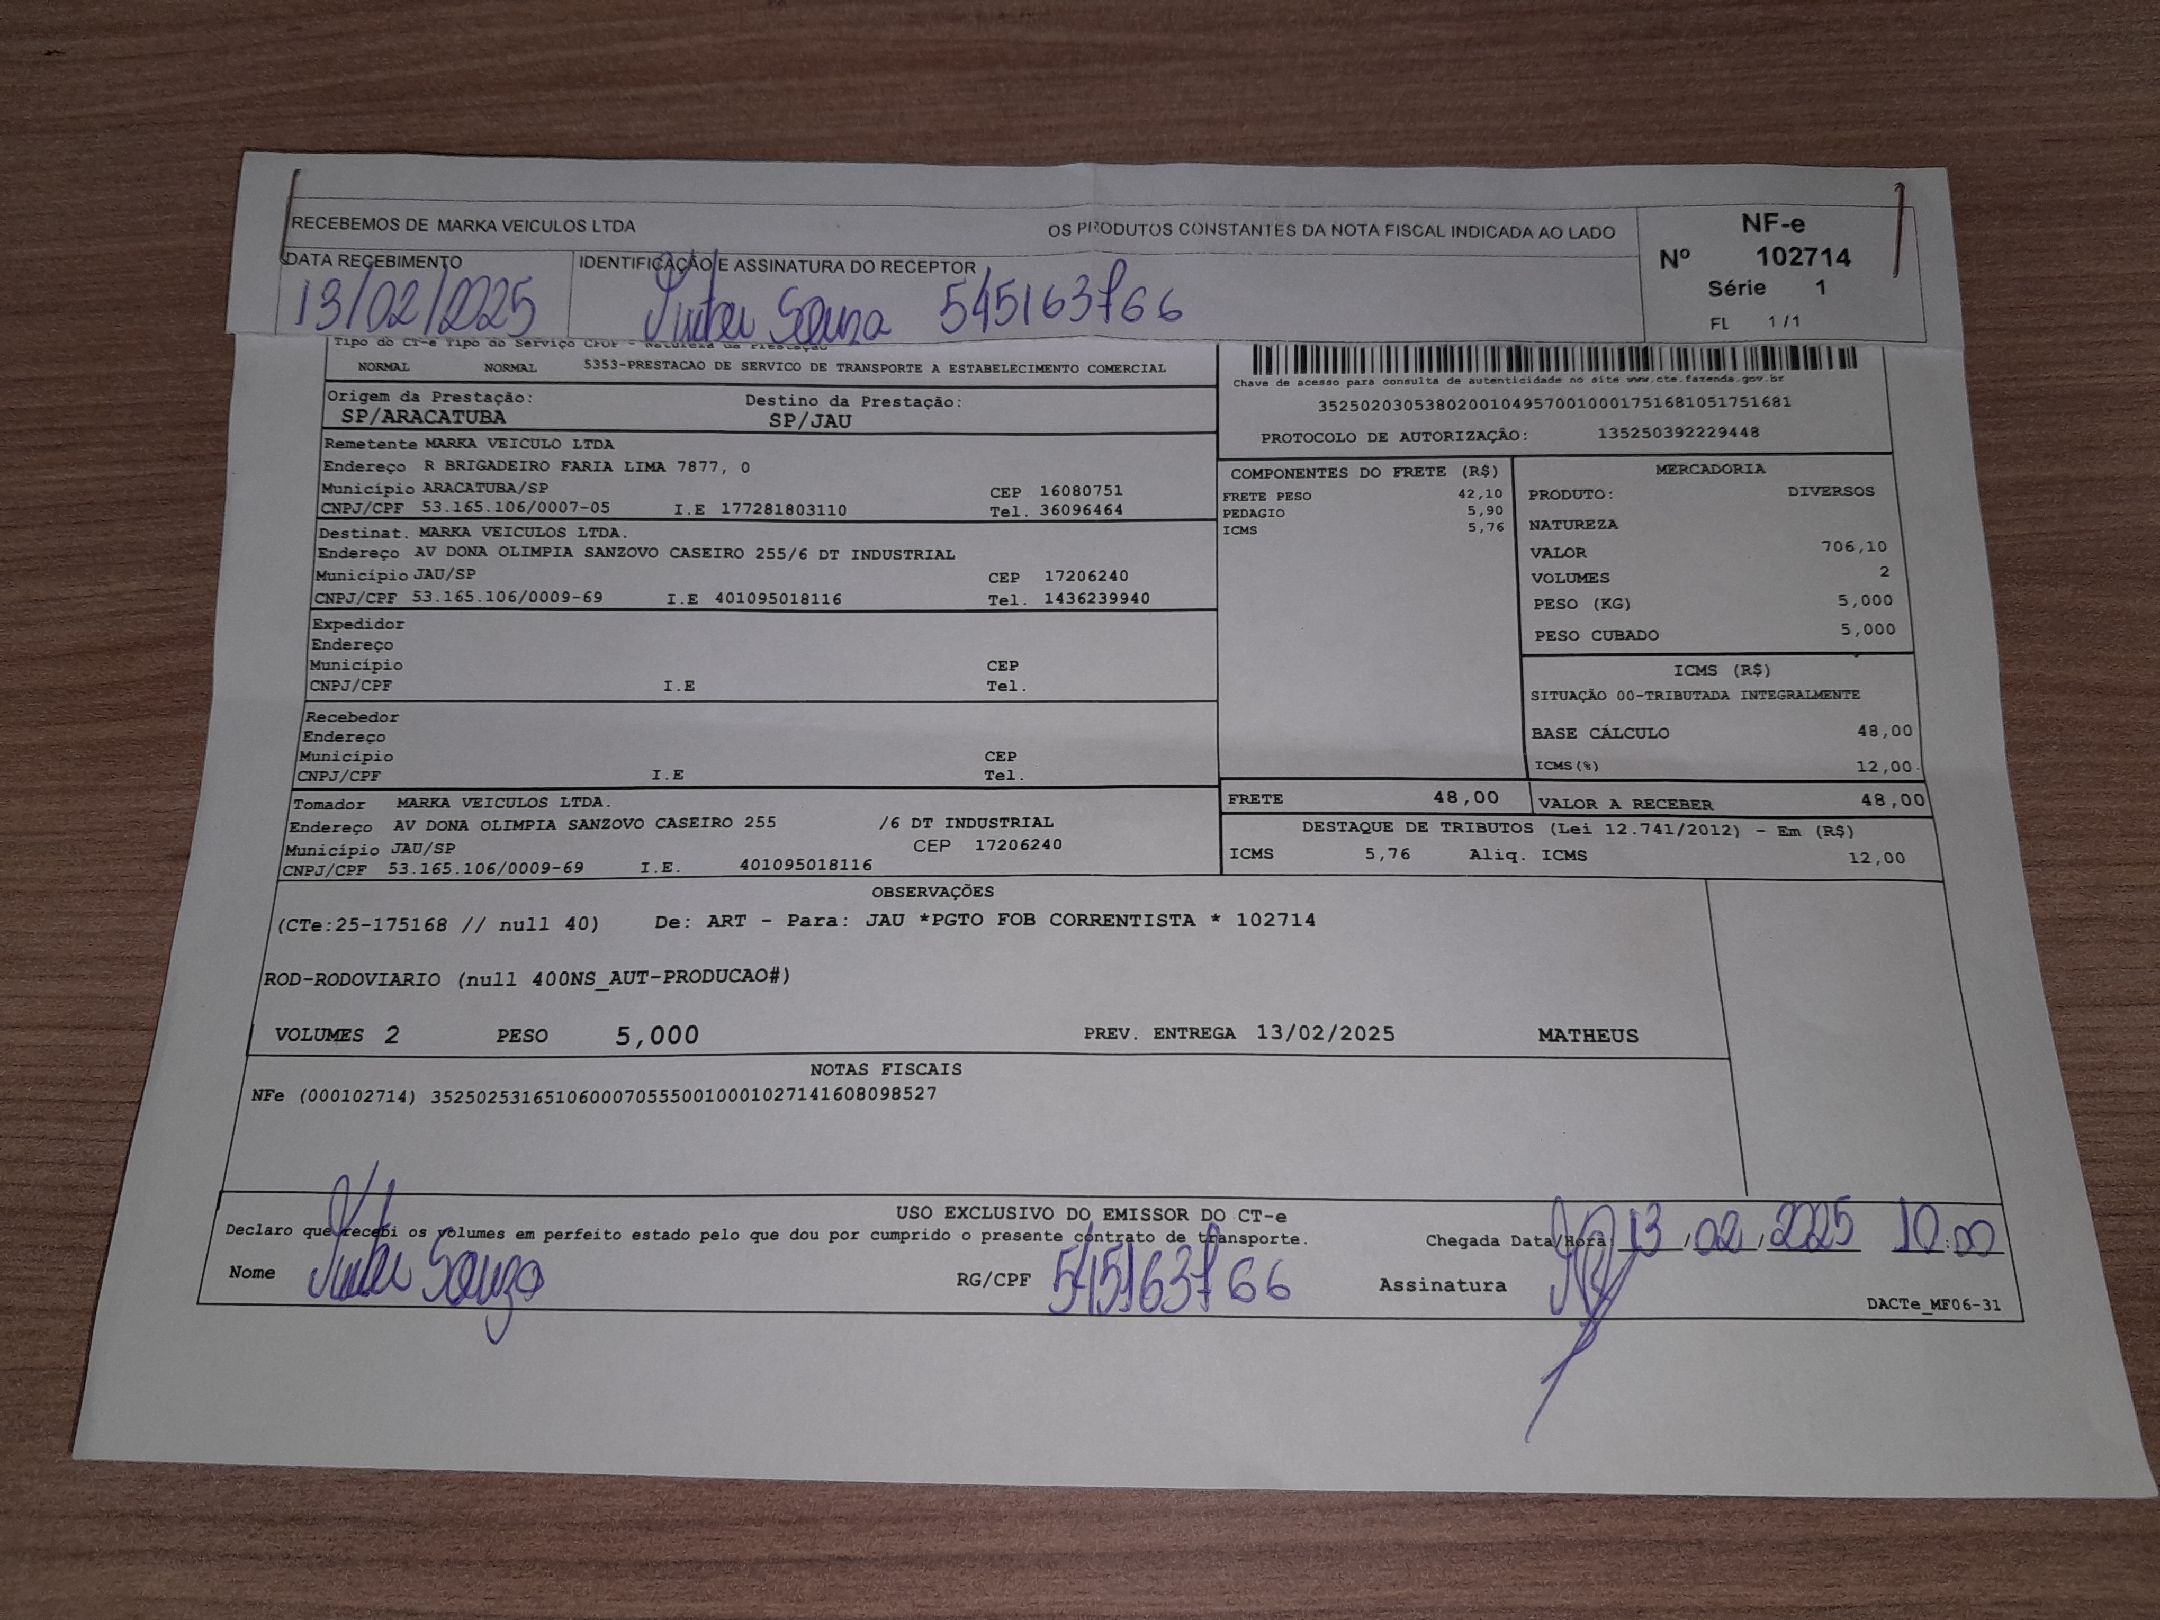 RECEBEMOS DE MARKA VEICULOS LTDA OS PRODUTOS CONSTANTES DA NOTA FISCAL INDICADA AO LADO
NF-e
Nº 102714
Série 1
FL 1 /1
DATA RECEBIMENTO IDENTIFICAÇÃO E ASSINATURA DO RECEPTOR
13/02/2025 Souza 545163766
Tipo do CT-e Tipo do Serviço CFOP - Natureza da Prestação
NORMAL NORMAL 5353-PRESTACAO DE SERVICO DE TRANSPORTE A ESTABELECIMENTO COMERCIAL
Chave de acesso para consulta de autenticidade no site www.cte.fazenda.gov.br
35250203053802001049570010001751681051751681
PROTOCOLO DE AUTORIZAÇÃO: 135250392229448
Origem da Prestação: Destino da Prestação:
SP/ARACATUBA SP/JAU
Remetente MARKA VEICULO LTDA
Endereço R BRIGADEIRO FARIA LIMA 7877, 0
Município ARACATUBA/SP CEP 16080751
CNPJ/CPF 53.165.106/0007-05 I.E 177281803110 Tel. 36096464
Destinat. MARKA VEICULOS LTDA.
Endereço AV DONA OLIMPIA SANZOVO CASEIRO 255/6 DT INDUSTRIAL
Município JAU/SP CEP 17206240
CNPJ/CPF 53.165.106/0009-69 I.E 401095018116 Tel. 1436239940
Expedidor
Endereço
Município CEP
CNPJ/CPF I.E Tel.
Recebedor
Endereço
Município CEP
CNPJ/CPF I.E Tel.
Tomador MARKA VEICULOS LTDA.
Endereço AV DONA OLIMPIA SANZOVO CASEIRO 255 /6 DT INDUSTRIAL
Município JAU/SP CEP 17206240
CNPJ/CPF 53.165.106/0009-69 I.E. 401095018116
COMPONENTES DO FRETE (R$)
FRETE PESO 42,10
PEDAGIO 5,90
ICMS 5,76
MERCADORIA
PRODUTO: DIVERSOS
NATUREZA
VALOR 706,10
VOLUMES 2
PESO (KG) 5,000
PESO CUBADO 5,000
ICMS (R$)
SITUAÇÃO 00-TRIBUTADA INTEGRALMENTE
BASE CÁLCULO 48,00
ICMS(%) 12,00
FRETE 48,00 VALOR A RECEBER 48,00
DESTAQUE DE TRIBUTOS (Lei 12.741/2012) - Em (R$)
ICMS 5,76 Aliq. ICMS 12,00
OBSERVAÇÕES
(CTe:25-175168 // null 40) De: ART - Para: JAU *PGTO FOB CORRENTISTA * 102714
ROD-RODOVIARIO (null 400NS_AUT-PRODUCAO#)
VOLUMES 2 PESO 5,000 PREV. ENTREGA 13/02/2025 MATHEUS
NOTAS FISCAIS
NFe (000102714) 35250253165106000705550010001027141608098527
USO EXCLUSIVO DO EMISSOR DO CT-e
Declaro que recebi os volumes em perfeito estado pelo que dou por cumprido o presente contrato de transporte. Chegada Data/Hora: 13/02/2025 10:00
Nome Souza RG/CPF 545163766 Assinatura
DACTe_MF06-31